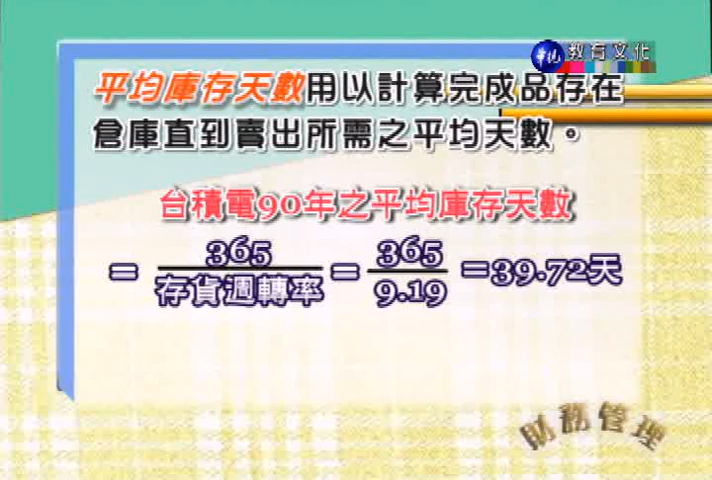 華視 教育文化
平均庫存天數用以計算完成品存在
倉庫直到賣出所需之平均天數。
台積電90年之平均庫存天數
= 365/存貨週轉率 = 365/9.19 =39.72天
財務管理